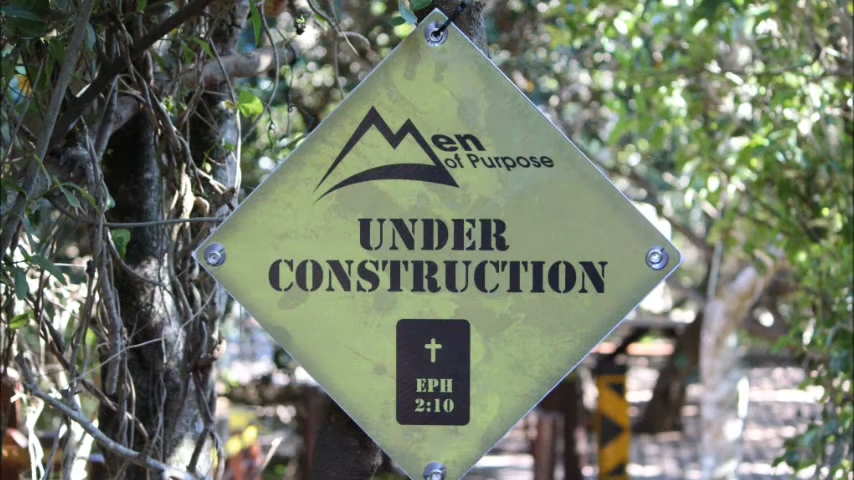 Men
of Purpose
UNDER
CONSTRUCTION
EPH
2:10